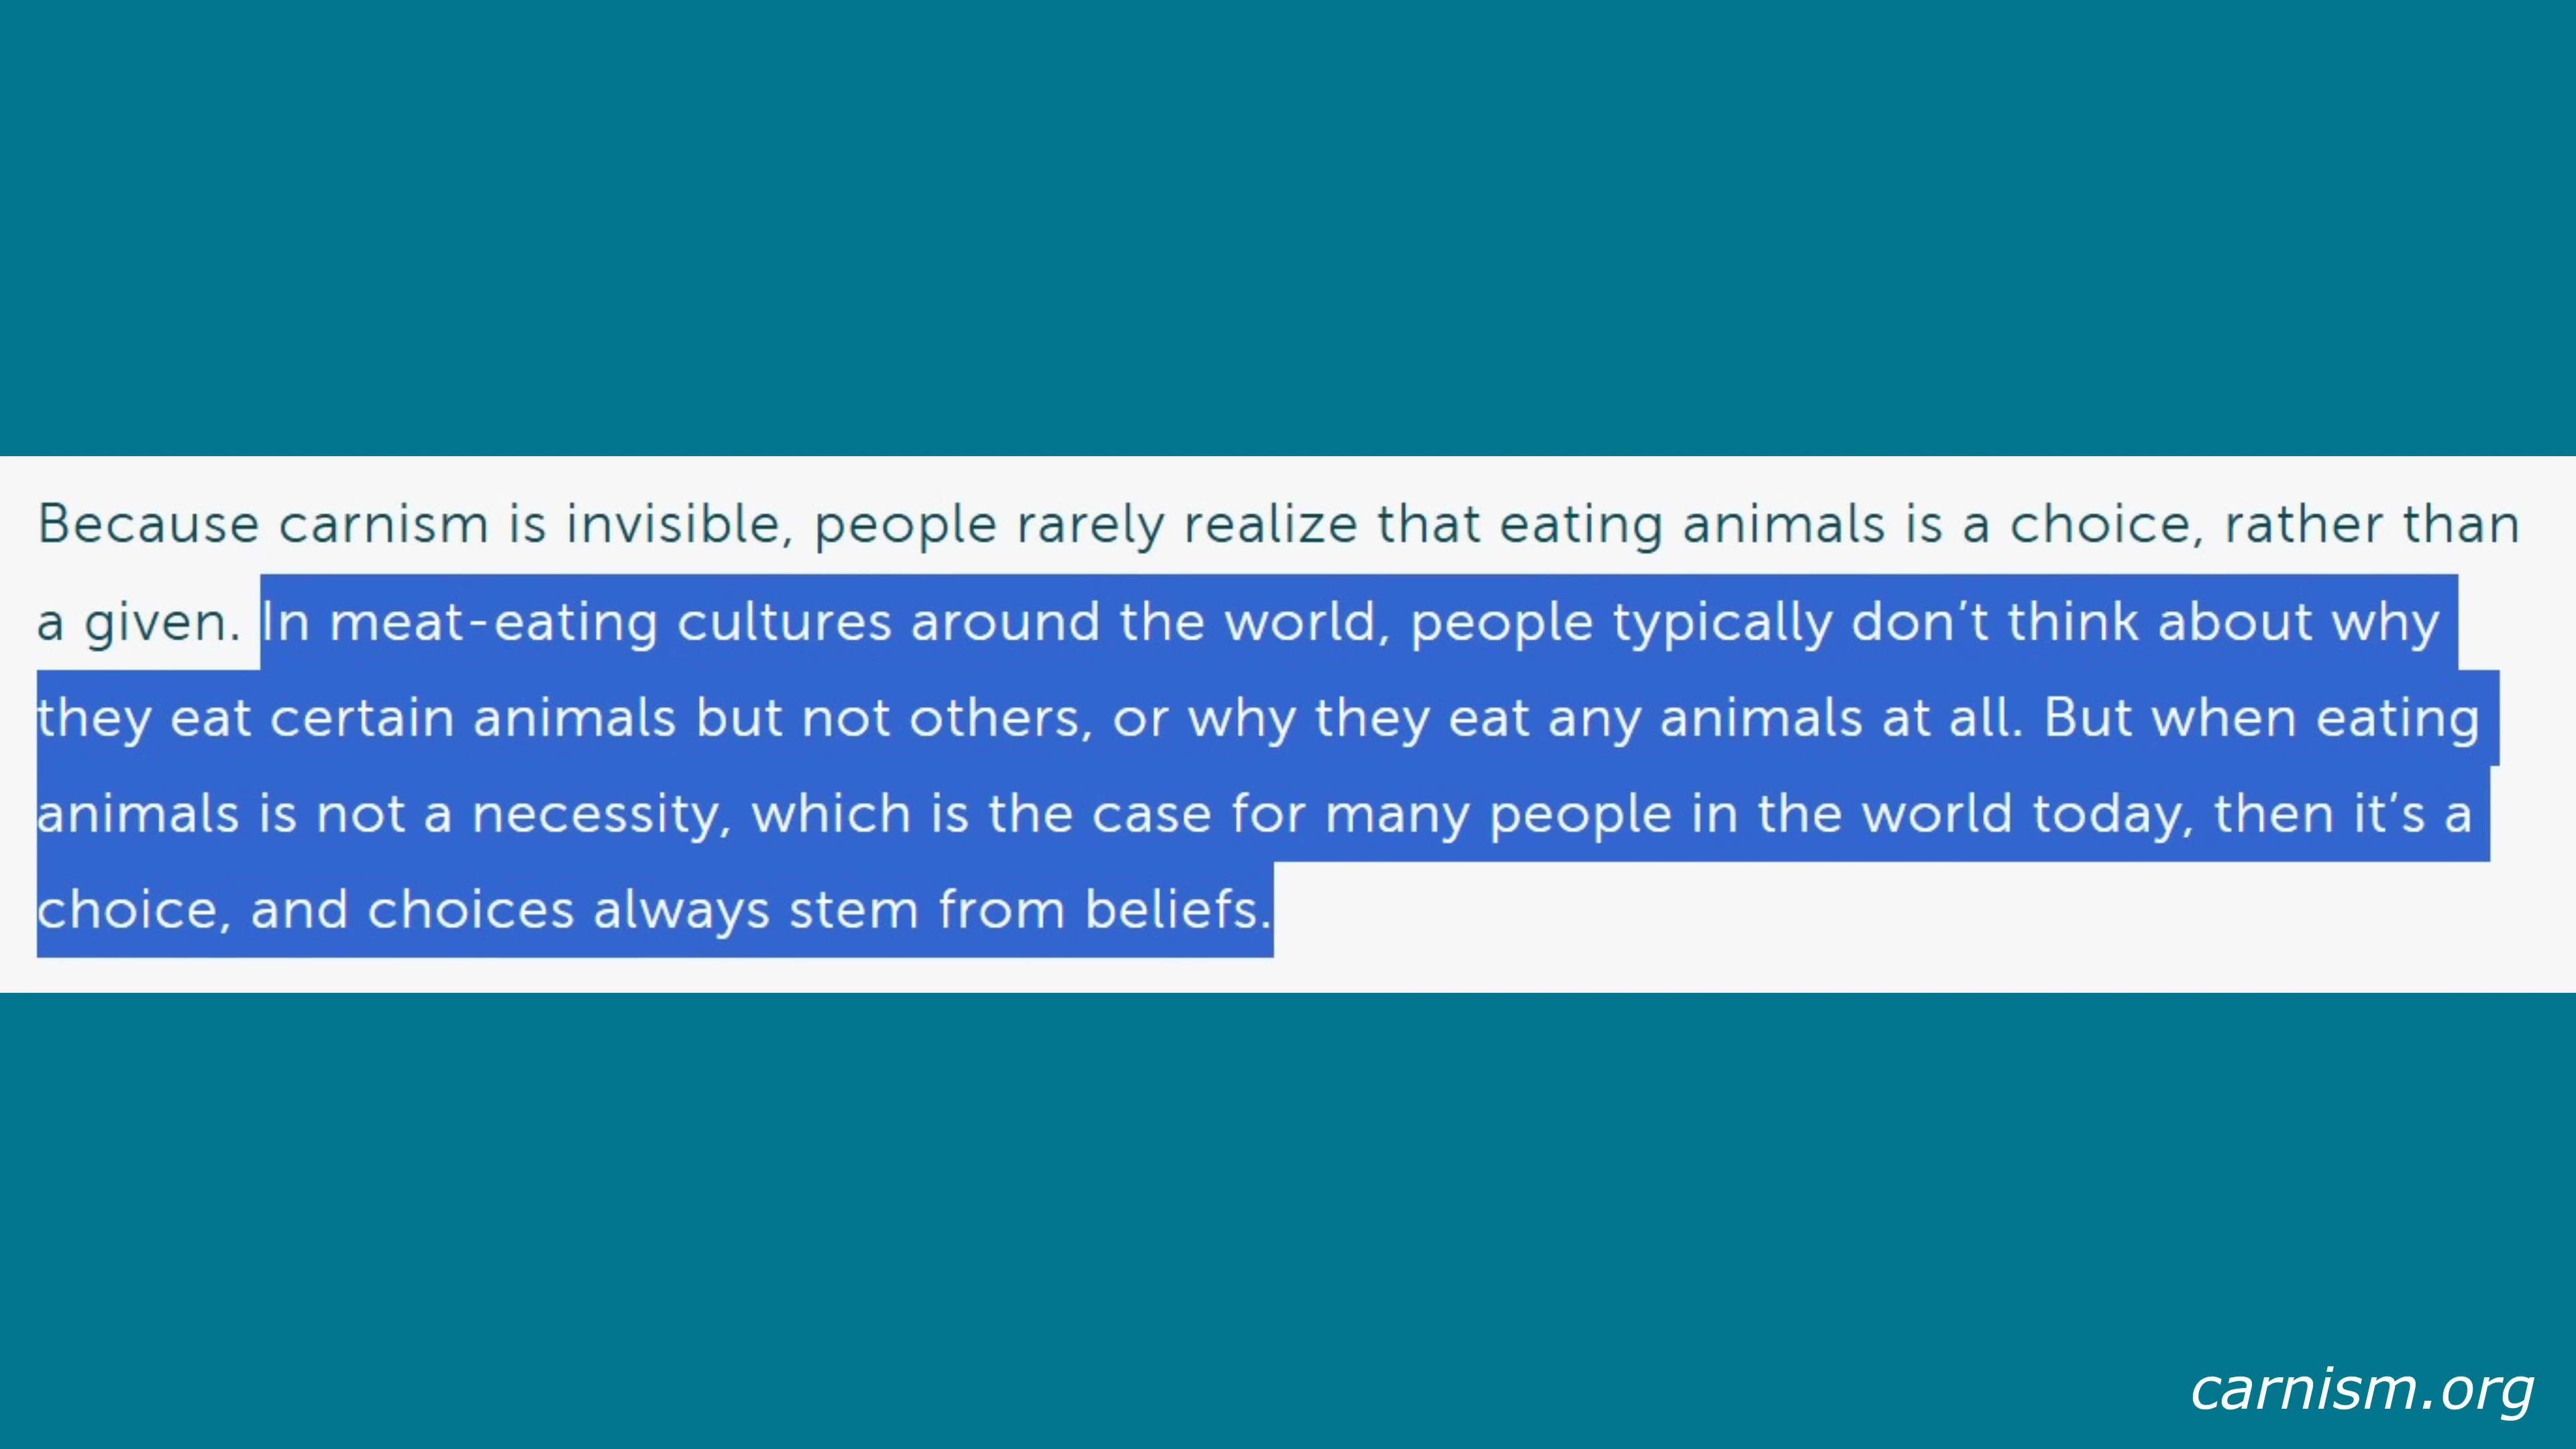 Because carnism is invisible, people rarely realize that eating animals is a choice, rather than
a given. In meat-eating cultures around the world, people typically don’t think about why
they eat certain animals but not others, or why they eat any animals at all. But when eating
animals is not a necessity, which is the case for many people in the world today, then it’s a
choice, and choices always stem from beliefs.
carnism.org